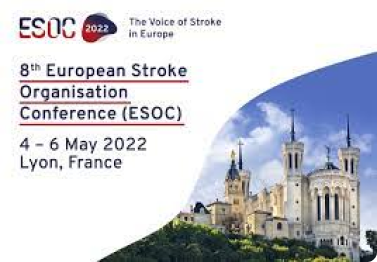 ESOC 2022
The Voice of Stroke
in Europe
8th European Stroke
Organisation
Conference (ESOC)
4 – 6 May 2022
Lyon, France